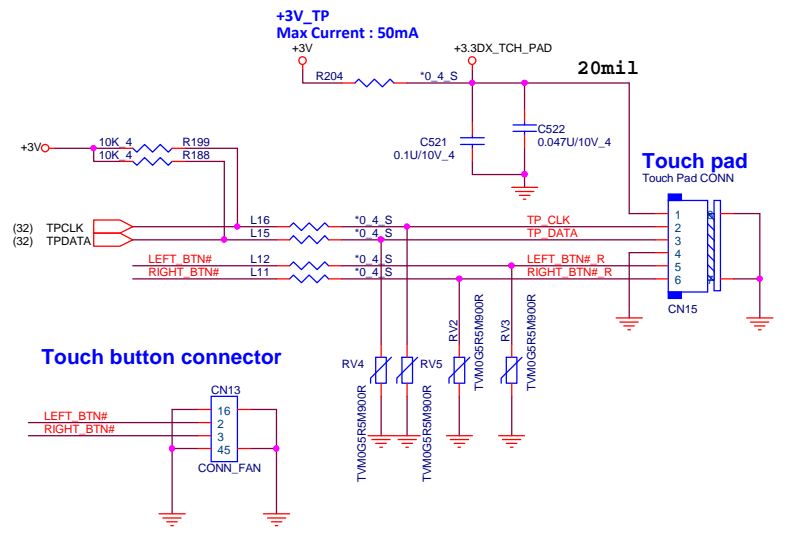 +3V_TP
Max Current : 50mA
+3V
+3.3DX_TCH_PAD
R204
*0_4_S
20mil
C521
0.1U/10V_4
C522
0.047U/10V_4
+3V
10K_4
R199
10K_4
R188
Touch pad
Touch Pad CONN
(32)
TPCLK
L16
*0_4_S
TP_CLK
(32)
TPDATA
L15
*0_4_S
TP_DATA
LEFT_BTN#
L12
*0_4_S
LEFT_BTN#_R
RIGHT_BTN#
L11
*0_4_S
RIGHT_BTN#_R
1
2
3
4
5
6
CN15
RV4
TVM0G5R5M900R
RV5
TVM0G5R5M900R
RV2
TVM0G5R5M900R
RV3
TVM0G5R5M900R
Touch button connector
CN13
LEFT_BTN#
RIGHT_BTN#
16
2
3
45
CONN_FAN